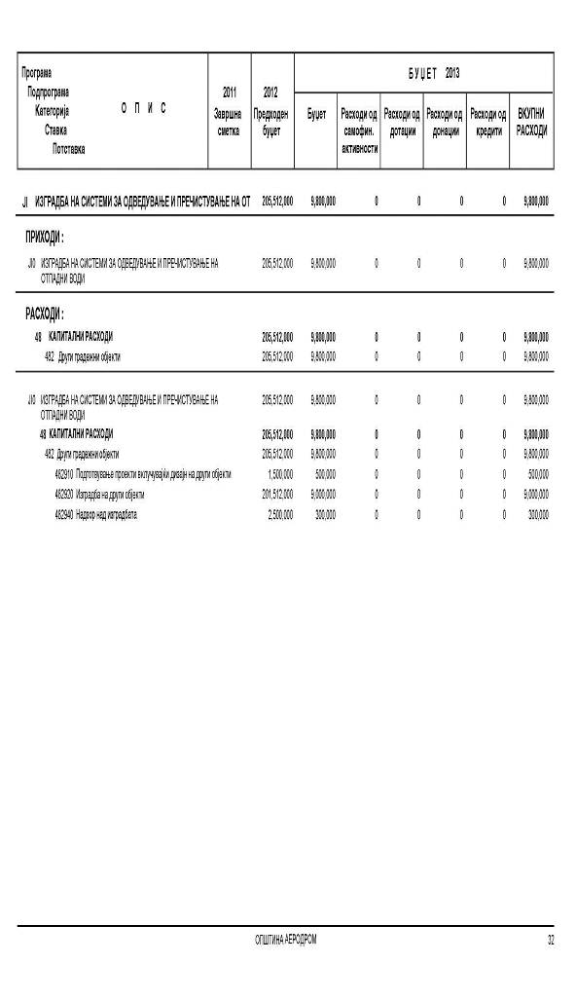 Програма
Подпрограма
Категорија
Ставка
Потставка
О П И С
2011
Завршна
сметка
2012
Предходен
буџет
БУЏЕТ 2013
Буџет
Расходи од
самофин.
активности
Расходи од
дотации
Расходи од
донации
Расходи од
кредити
ВКУПНИ
РАСХОДИ
JI ИЗГРАДБА НА СИСТЕМИ ЗА ОДВЕДУВАЊЕ И ПРЕЧИСТУВАЊЕ НА ОТ 205,512,000 9,800,000 0 0 0 0 9,800,000
ПРИХОДИ :
JI0 ИЗГРАДБА НА СИСТЕМИ ЗА ОДВЕДУВАЊЕ И ПРЕЧИСТУВАЊЕ НА 205,512,000 9,800,000 0 0 0 0 9,800,000
ОТПАДНИ ВОДИ
РАСХОДИ :
48 КАПИТАЛНИ РАСХОДИ 205,512,000 9,800,000 0 0 0 0 9,800,000
482 Други градежни објекти 205,512,000 9,800,000 0 0 0 0 9,800,000
JI0 ИЗГРАДБА НА СИСТЕМИ ЗА ОДВЕДУВАЊЕ И ПРЕЧИСТУВАЊЕ НА 205,512,000 9,800,000 0 0 0 0 9,800,000
ОТПАДНИ ВОДИ
48 КАПИТАЛНИ РАСХОДИ 205,512,000 9,800,000 0 0 0 0 9,800,000
482 Други градежни објекти 205,512,000 9,800,000 0 0 0 0 9,800,000
482910 Подготвување проекти вклучувајќи дизајн на други објекти 1,500,000 500,000 0 0 0 0 500,000
482920 Изградба на други објекти 201,512,000 9,000,000 0 0 0 0 9,000,000
482940 Надзор над изградбата 2,500,000 300,000 0 0 0 0 300,000
ОПШТИНА АЕРОДРОМ 32